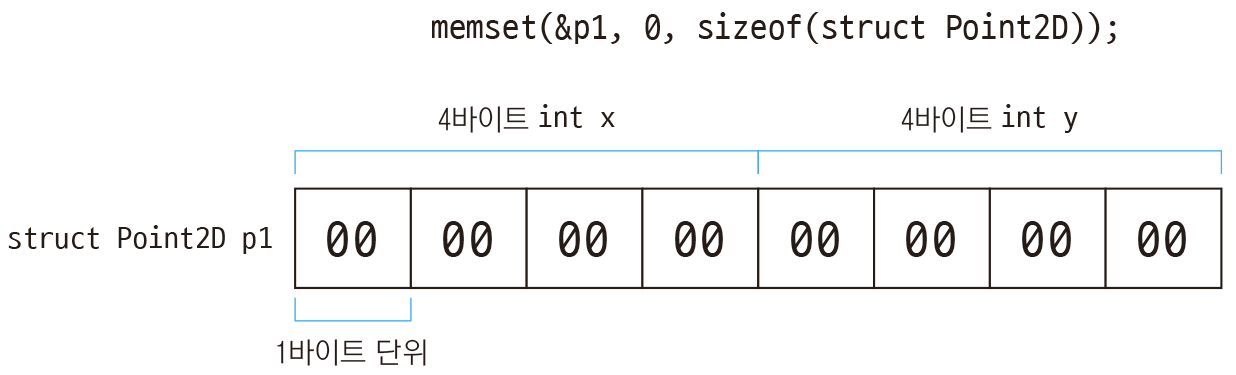 memset(&p1, 0, sizeof(struct Point2D));
4바이트 int x
4바이트 int y
struct Point2D p1
00 00 00 00 00 00 00 00
1바이트 단위